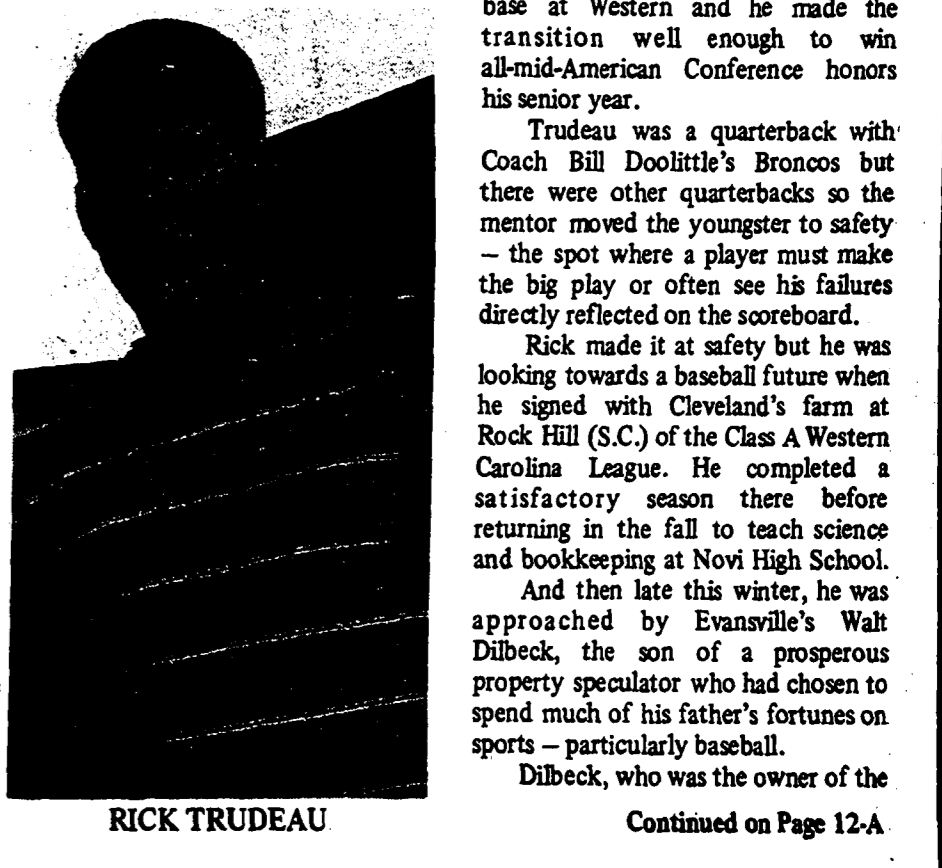 base at Western and he made the
transition well enough to win
all-mid-American Conference honors
his senior year.
Trudeau was a quarterback with
Coach Bill Doolittle's Broncos but
there were other quarterbacks so the
mentor moved the youngster to safety
— the spot where a player must make
the big play or often see his failures
directly reflected on the scoreboard.
Rick made it at safety but he was
looking towards a baseball future when
he signed with Cleveland's farm at
Rock Hill (S.C.) of the Class A Western
Carolina League. He completed a
satisfactory season there before
returning in the fall to teach science
and bookkeeping at Novi High School.
And then late this winter, he was
approached by Evansville's Walt
Dilbeck, the son of a prosperous
property speculator who had chosen to
spend much of his father's fortunes on
sports — particularly baseball.
Dilbeck, who was the owner of the
Continued on Page 12-A
RICK TRUDEAU